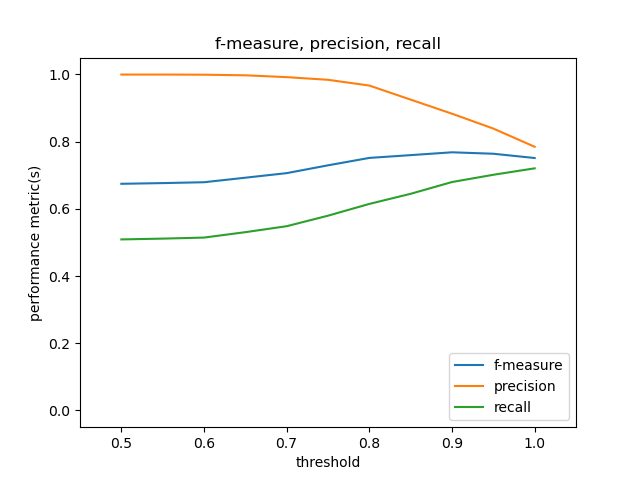 f-measure, precision, recall
performance metric(s)
1.0
0.8
0.6
0.4
0.2
0.0
0.5 0.6 0.7 0.8 0.9 1.0
threshold
f-measure
precision
recall